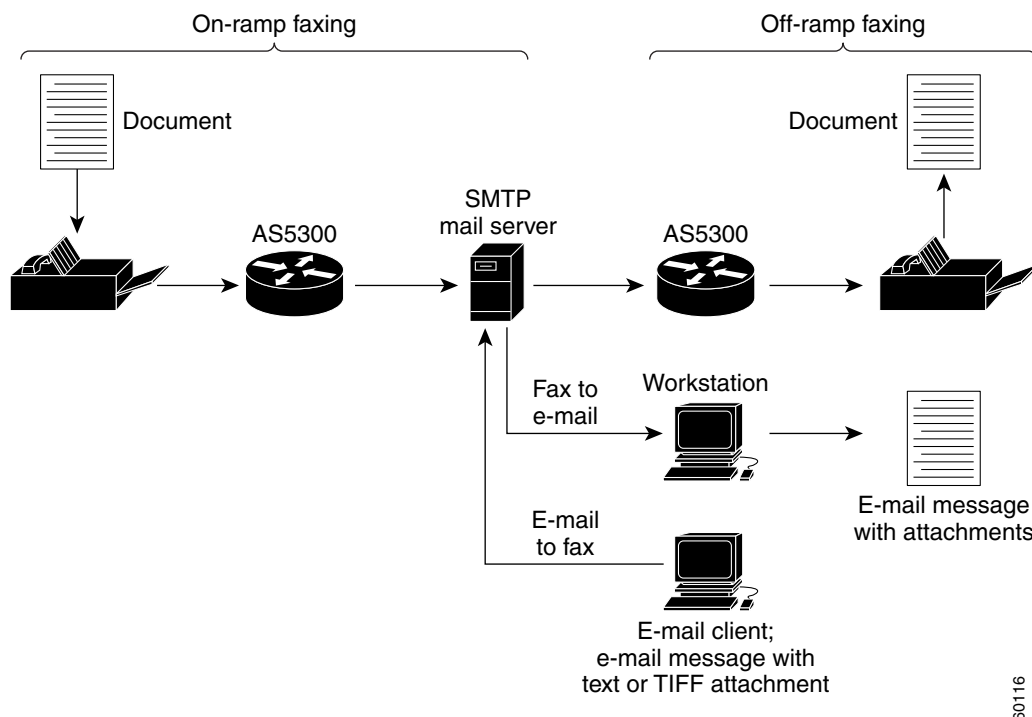 On-ramp faxing
Off-ramp faxing
Document
Document
SMTP
mail server
AS5300
AS5300
Fax to
e-mail
Workstation
E-mail message
with attachments
E-mail
to fax
E-mail client;
e-mail message with
text or TIFF attachment
60116